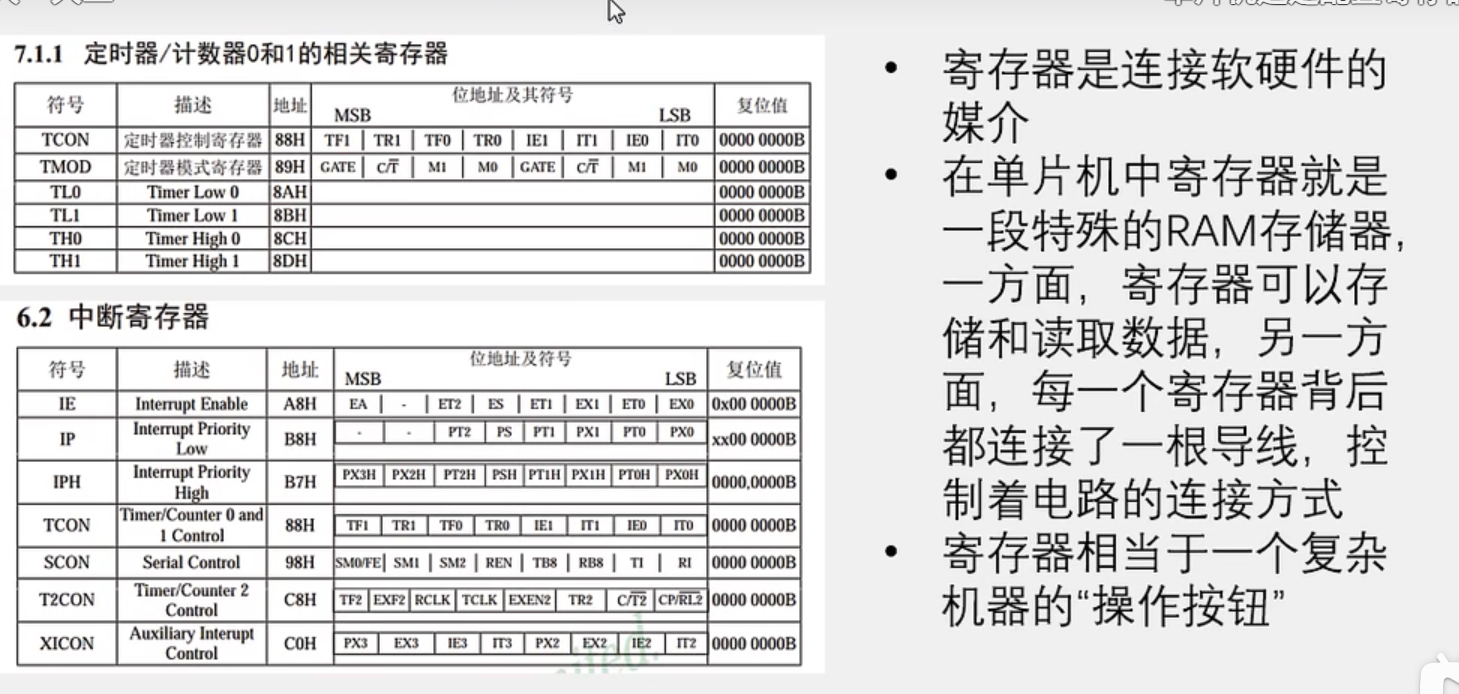 7.1.1 定时器/计数器0和1的相关寄存器
符号 描述 地址 位地址及其符号 复位值
MSB LSB
TCON 定时器控制寄存器 88H TF1 TR1 TF0 TR0 IE1 IT1 IE0 IT0 0000 0000B
TMOD 定时器模式寄存器 89H GATE C/T̅ M1 M0 GATE C/T̅ M1 M0 0000 0000B
TL0 Timer Low 0 8AH 0000 0000B
TL1 Timer Low 1 8BH 0000 0000B
TH0 Timer High 0 8CH 0000 0000B
TH1 Timer High 1 8DH 0000 0000B
6.2 中断寄存器
符号 描述 地址 位地址及符号 复位值
MSB LSB
IE Interrupt Enable A8H EA - ET2 ES ET1 EX1 ET0 EX0 0x00 0000B
IP Interrupt Priority Low B8H - - PT2 PS PT1 PX1 PT0 PX0 xx00 0000B
IPH Interrupt Priority High B7H PX3H PX2H PT2H PSH PT1H PX1H PT0H PX0H 0000,0000B
TCON Timer/Counter 0 and 1 Control 88H TF1 TR1 TF0 TR0 IE1 IT1 IE0 IT0 0000 0000B
SCON Serial Control 98H SM0/FE SM1 SM2 REN TB8 RB8 TI RI 0000 0000B
T2CON Timer/Counter 2 Control C8H TF2 EXF2 RCLK TCLK EXEN2 TR2 C/T̅2̅ CP/R̅L̅2̅ 0000 0000B
XICON Auxiliary Interupt Control C0H PX3 EX3 IE3 IT3 PX2 EX2 IE2 IT2 0000 0000B
• 寄存器是连接软硬件的
媒介
• 在单片机中寄存器就是
一段特殊的RAM存储器，
一方面，寄存器可以存
储和读取数据，另一方
面，每一个寄存器背后
都连接了一根导线，控
制着电路的连接方式
• 寄存器相当于一个复杂
机器的“操作按钮”